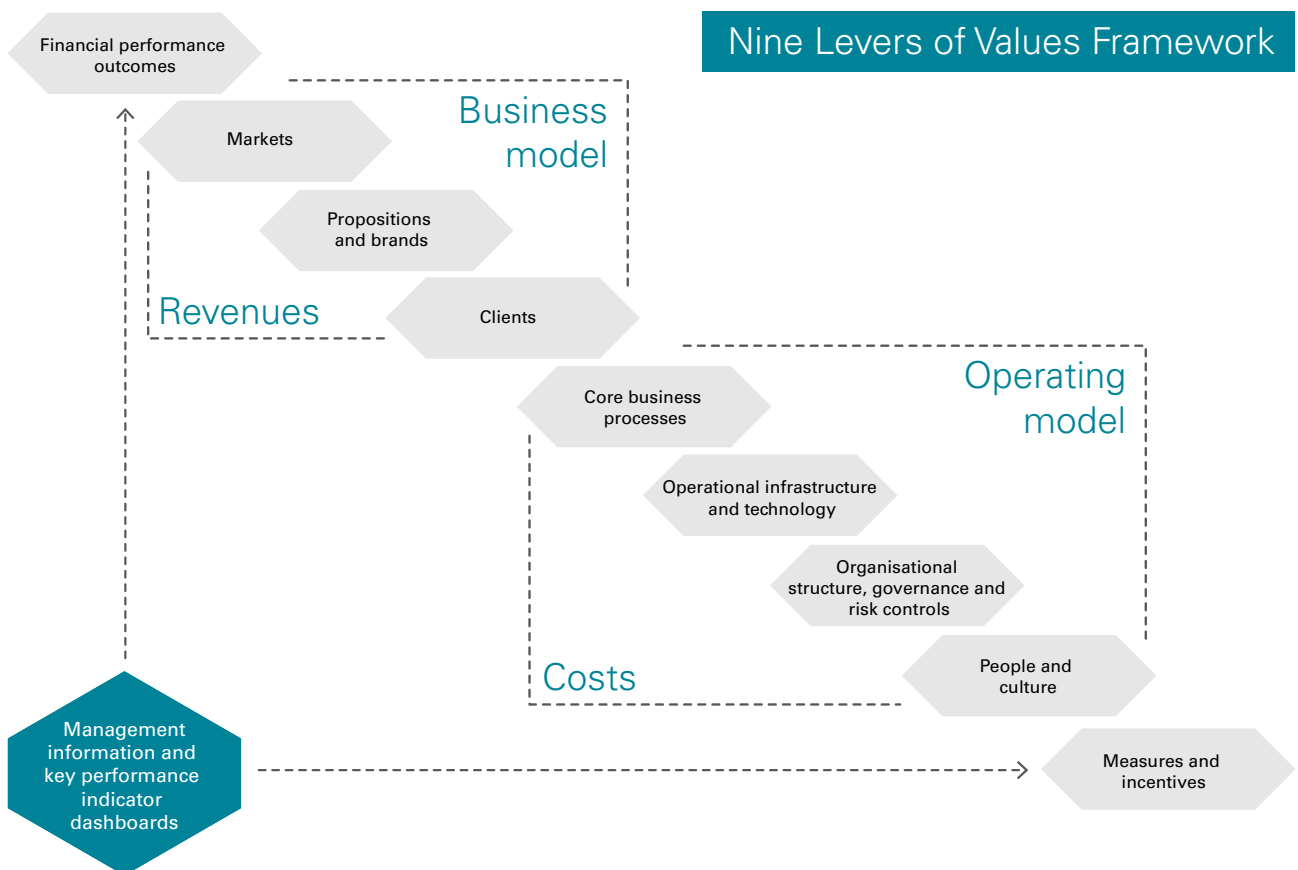 Nine Levers of Values Framework
Financial performance
outcomes
Business
model
Markets
Propositions
and brands
Revenues
Clients
Operating
model
Core business
processes
Operational infrastructure
and technology
Organisational
structure, governance and
risk controls
Costs
People and
culture
Management
information and
key performance
indicator
dashboards
Measures and
incentives